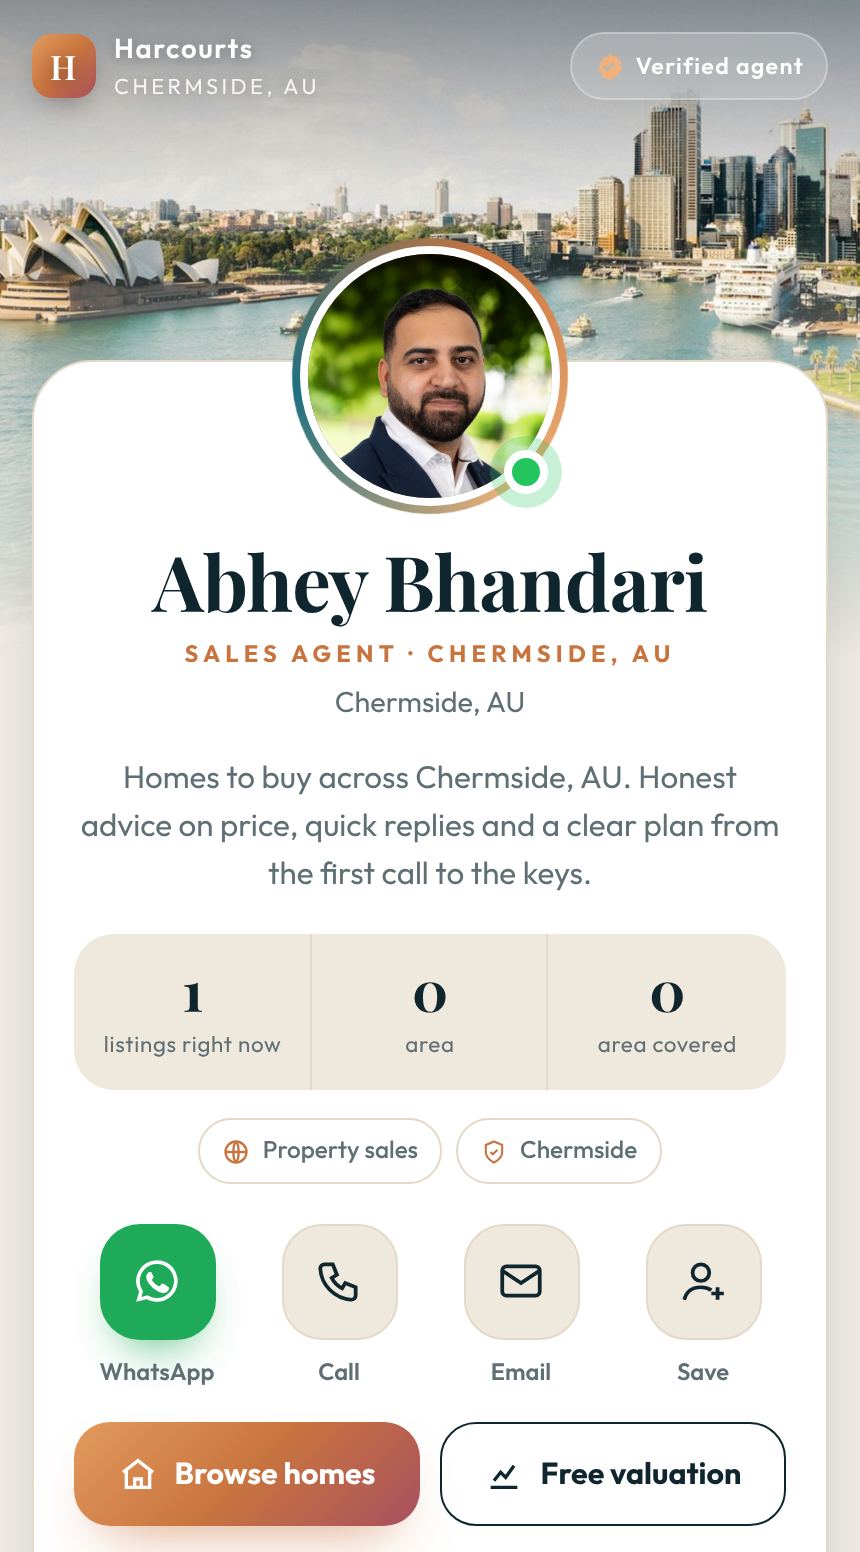 H
Harcourts
CHERMSIDE, AU
Verified agent
Abhey Bhandari
SALES AGENT · CHERMSIDE, AU
Chermside, AU
Homes to buy across Chermside, AU. Honest
advice on price, quick replies and a clear plan from
the first call to the keys.
1
listings right now
0
area
0
area covered
Property sales
Chermside
WhatsApp
Call
Email
Save
Browse homes
Free valuation